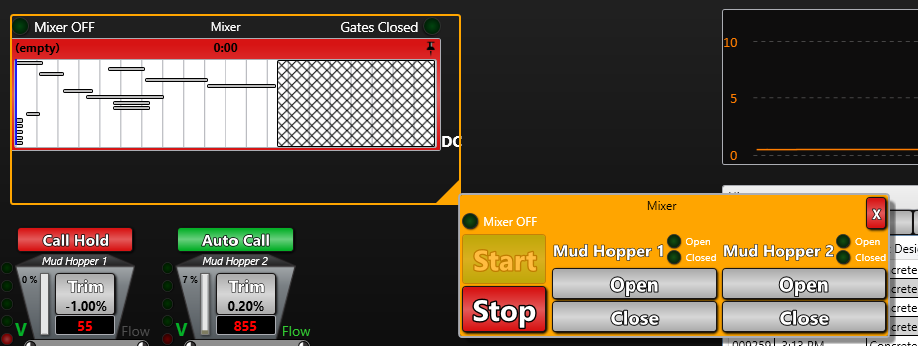 Mixer OFF Mixer Gates Closed
(empty) 0:00
10
5
0
Mixer
X
Mixer OFF
Start
Stop
Mud Hopper 1
Open
Closed
Open
Close
Mud Hopper 2
Open
Closed
Open
Close
Call Hold
Mud Hopper 1
0 %
Trim
-1.00%
55
V
Flow
Auto Call
Mud Hopper 2
7 %
Trim
0.20%
855
V
Flow
Desi
crete
crete
crete
3:13 PM
Concrete